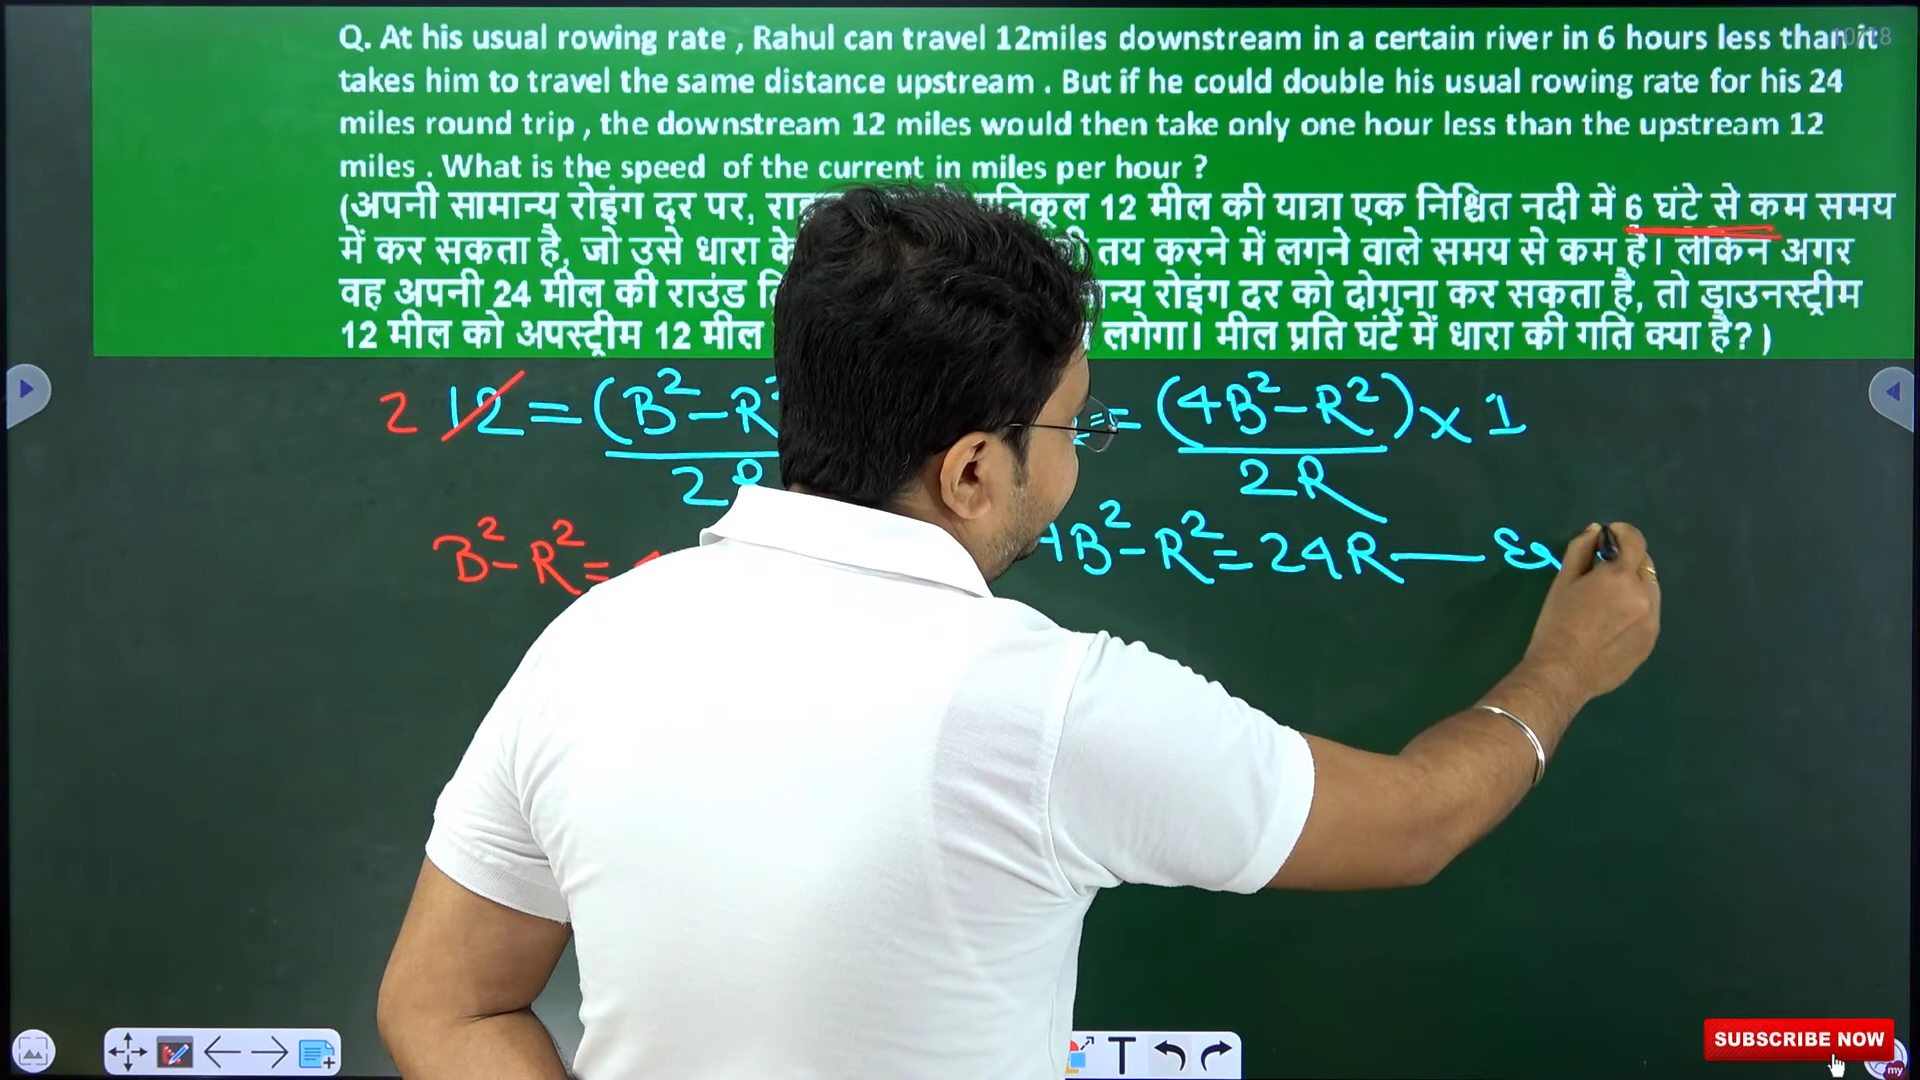 Q. At his usual rowing rate , Rahul can travel 12miles downstream in a certain river in 6 hours less than it
takes him to travel the same distance upstream . But if he could double his usual rowing rate for his 24
miles round trip , the downstream 12 miles would then take only one hour less than the upstream 12
miles . What is the speed of the current in miles per hour ?
(अपनी सामान्य रोइंग दर पर, 12 मील की यात्रा एक निश्चित नदी में 6 घंटे से कम समय
में कर सकता है, जो उसे धारा के तय करने में लगने वाले समय से कम है। लेकिन अगर
वह अपनी 24 मील की राउंड रोइंग दर को दोगुना कर सकता है, तो डाउनस्ट्रीम
12 मील को अपस्ट्रीम 12 मील लगेगा। मील प्रति घंटे में धारा की गति क्या है? )
2 12 = (B²-R² = (4B²-R²) x 1
2R 2R
B²-R² = 4B²-R² = 24R —
T
SUBSCRIBE NOW
my